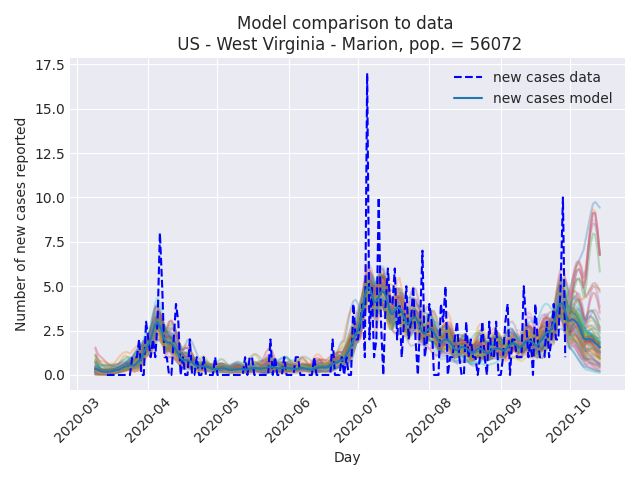 Model comparison to data
US - West Virginia - Marion, pop. = 56072
new cases data
new cases model
Number of new cases reported
17.5
15.0
12.5
10.0
7.5
5.0
2.5
0.0
2020-03
2020-04
2020-05
2020-06
2020-07
2020-08
2020-09
2020-10
Day